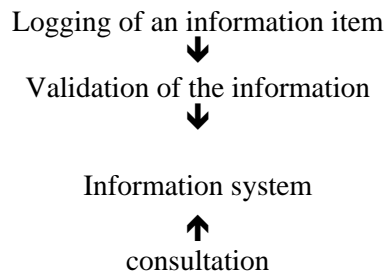 Logging of an information item
Validation of the information
Information system
consultation